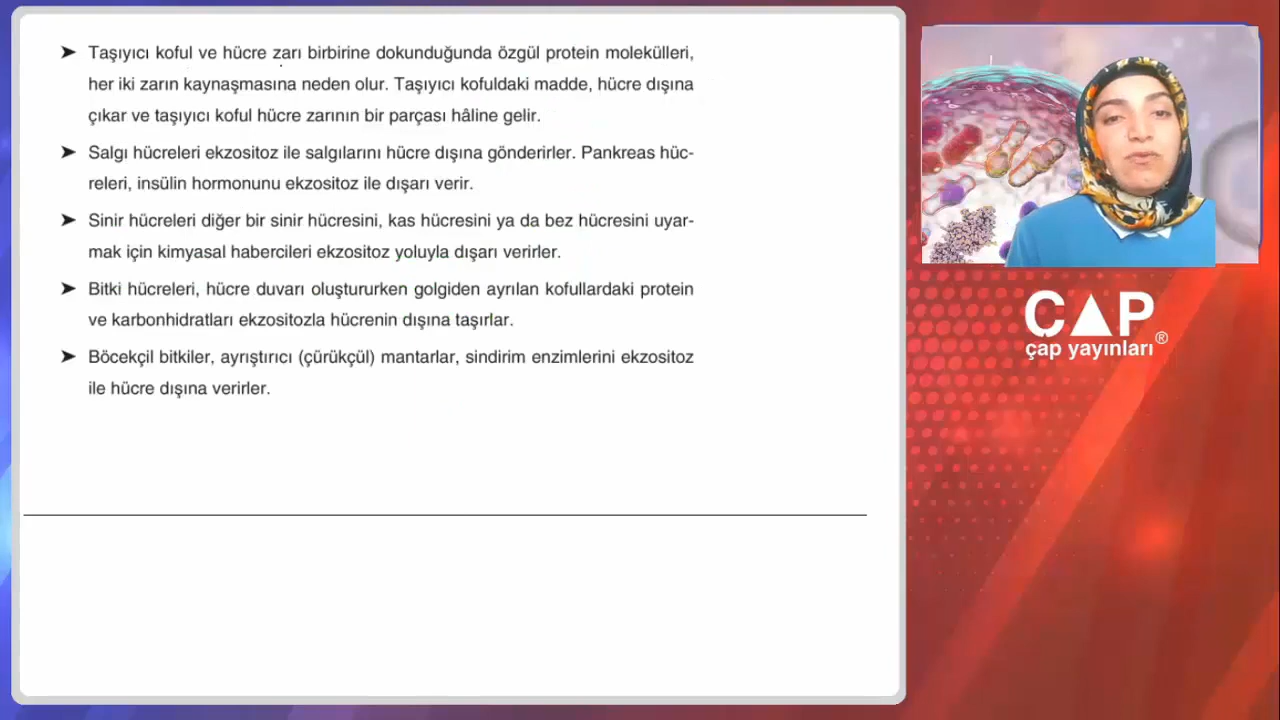 ➤ Taşıyıcı koful ve hücre zarı birbirine dokunduğunda özgül protein molekülleri,
her iki zarın kaynaşmasına neden olur. Taşıyıcı kofuldaki madde, hücre dışına
çıkar ve taşıyıcı koful hücre zarının bir parçası hâline gelir.
➤ Salgı hücreleri ekzositoz ile salgılarını hücre dışına gönderirler. Pankreas hüc-
releri, insülin hormonunu ekzositoz ile dışarı verir.
➤ Sinir hücreleri diğer bir sinir hücresini, kas hücresini ya da bez hücresini uyar-
mak için kimyasal habercileri ekzositoz yoluyla dışarı verirler.
➤ Bitki hücreleri, hücre duvarı oluştururken golgiden ayrılan kofullardaki protein
ve karbonhidratları ekzositozla hücrenin dışına taşırlar.
➤ Böcekçil bitkiler, ayrıştırıcı (çürükçül) mantarlar, sindirim enzimlerini ekzositoz
ile hücre dışına verirler.
ÇAP
çap yayınları®